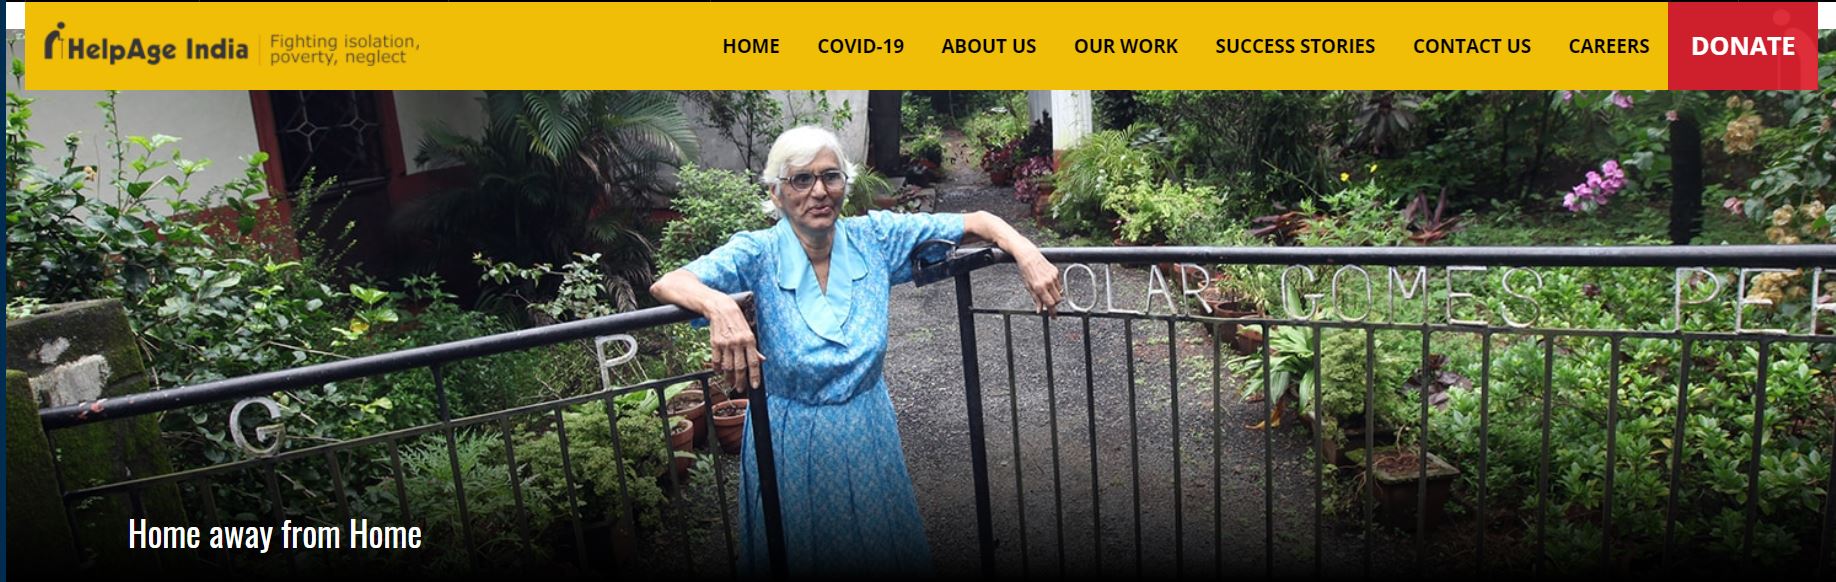 HelpAge India
Fighting isolation,
poverty, neglect
HOME COVID-19 ABOUT US OUR WORK SUCCESS STORIES CONTACT US CAREERS DONATE
OLAR GOMES PER
G P
Home away from Home